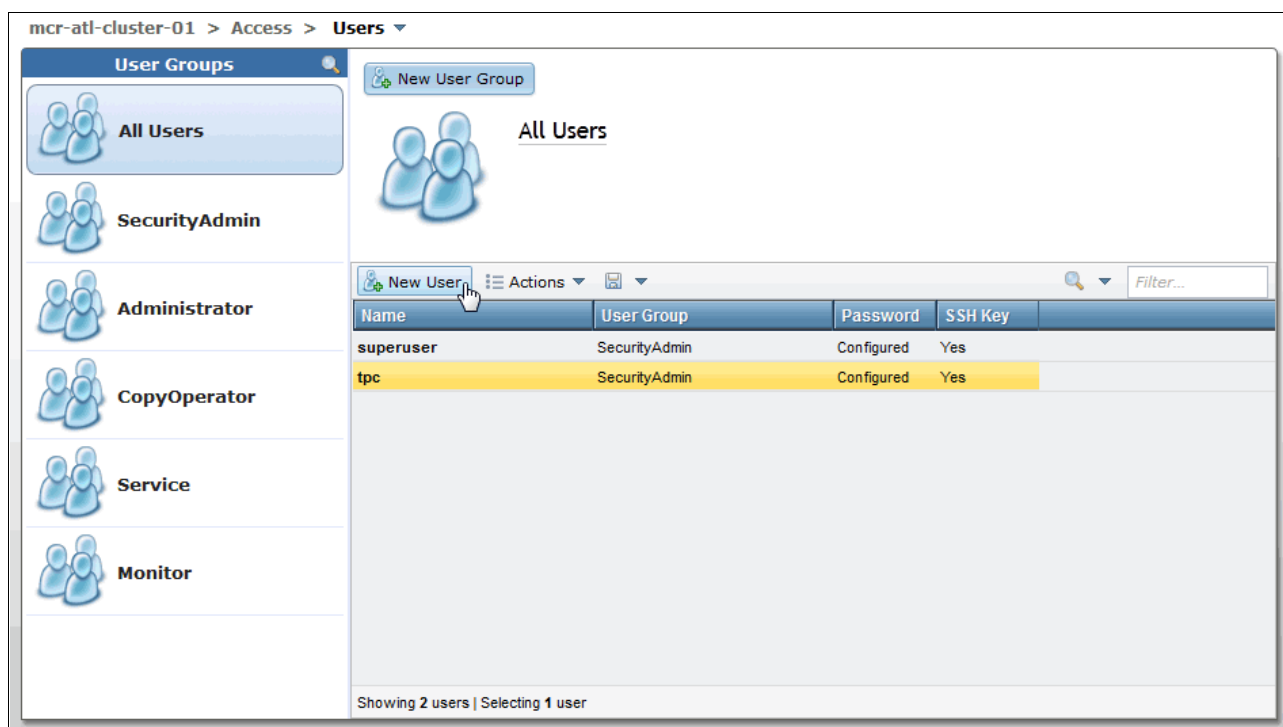 mcr-atl-cluster-01 > Access > Users
User Groups
All Users
SecurityAdmin
Administrator
CopyOperator
Service
Monitor
New User Group
All Users
New User Actions Filter...
Name User Group Password SSH Key
superuser SecurityAdmin Configured Yes
tpc SecurityAdmin Configured Yes
Showing 2 users | Selecting 1 user